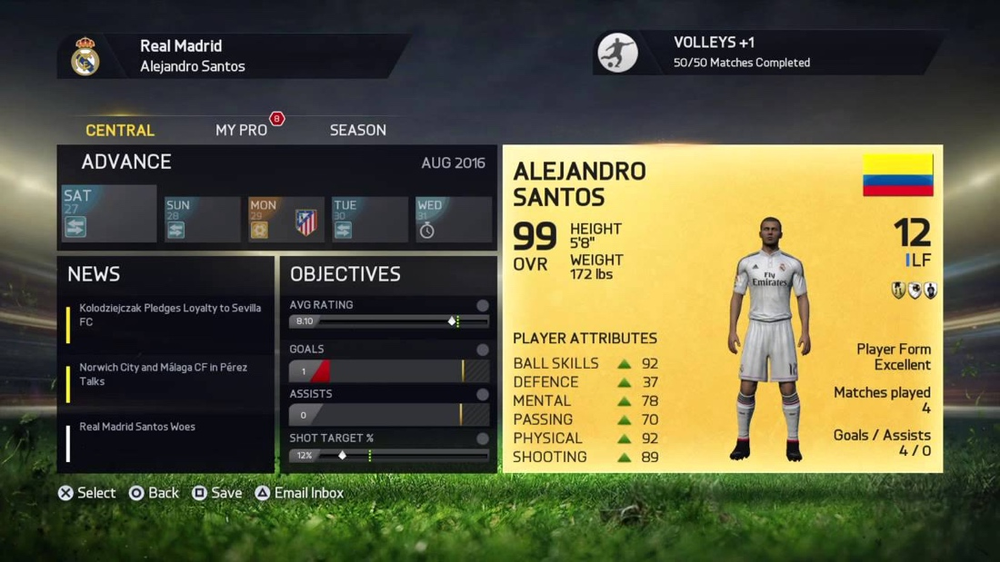 Real Madrid
Alejandro Santos
VOLLEYS +1
50/50 Matches Completed
CENTRAL
MY PRO
8
SEASON
ADVANCE
AUG 2016
SAT
27
SUN
28
MON
29
TUE
30
WED
31
NEWS
Kolodziejczak Pledges Loyalty to Sevilla
FC
Norwich City and Málaga CF in Pérez
Talks
Real Madrid Santos Woes
OBJECTIVES
AVG RATING
8.10
GOALS
1
ASSISTS
0
SHOT TARGET %
12%
ALEJANDRO
SANTOS
99
OVR
HEIGHT
5'8"
WEIGHT
172 lbs
12
LF
Fly
Emirates
PLAYER ATTRIBUTES
BALL SKILLS 92
DEFENCE 37
MENTAL 78
PASSING 70
PHYSICAL 92
SHOOTING 89
Player Form
Excellent
Matches played
4
Goals / Assists
4 / 0
Select Back Save Email Inbox